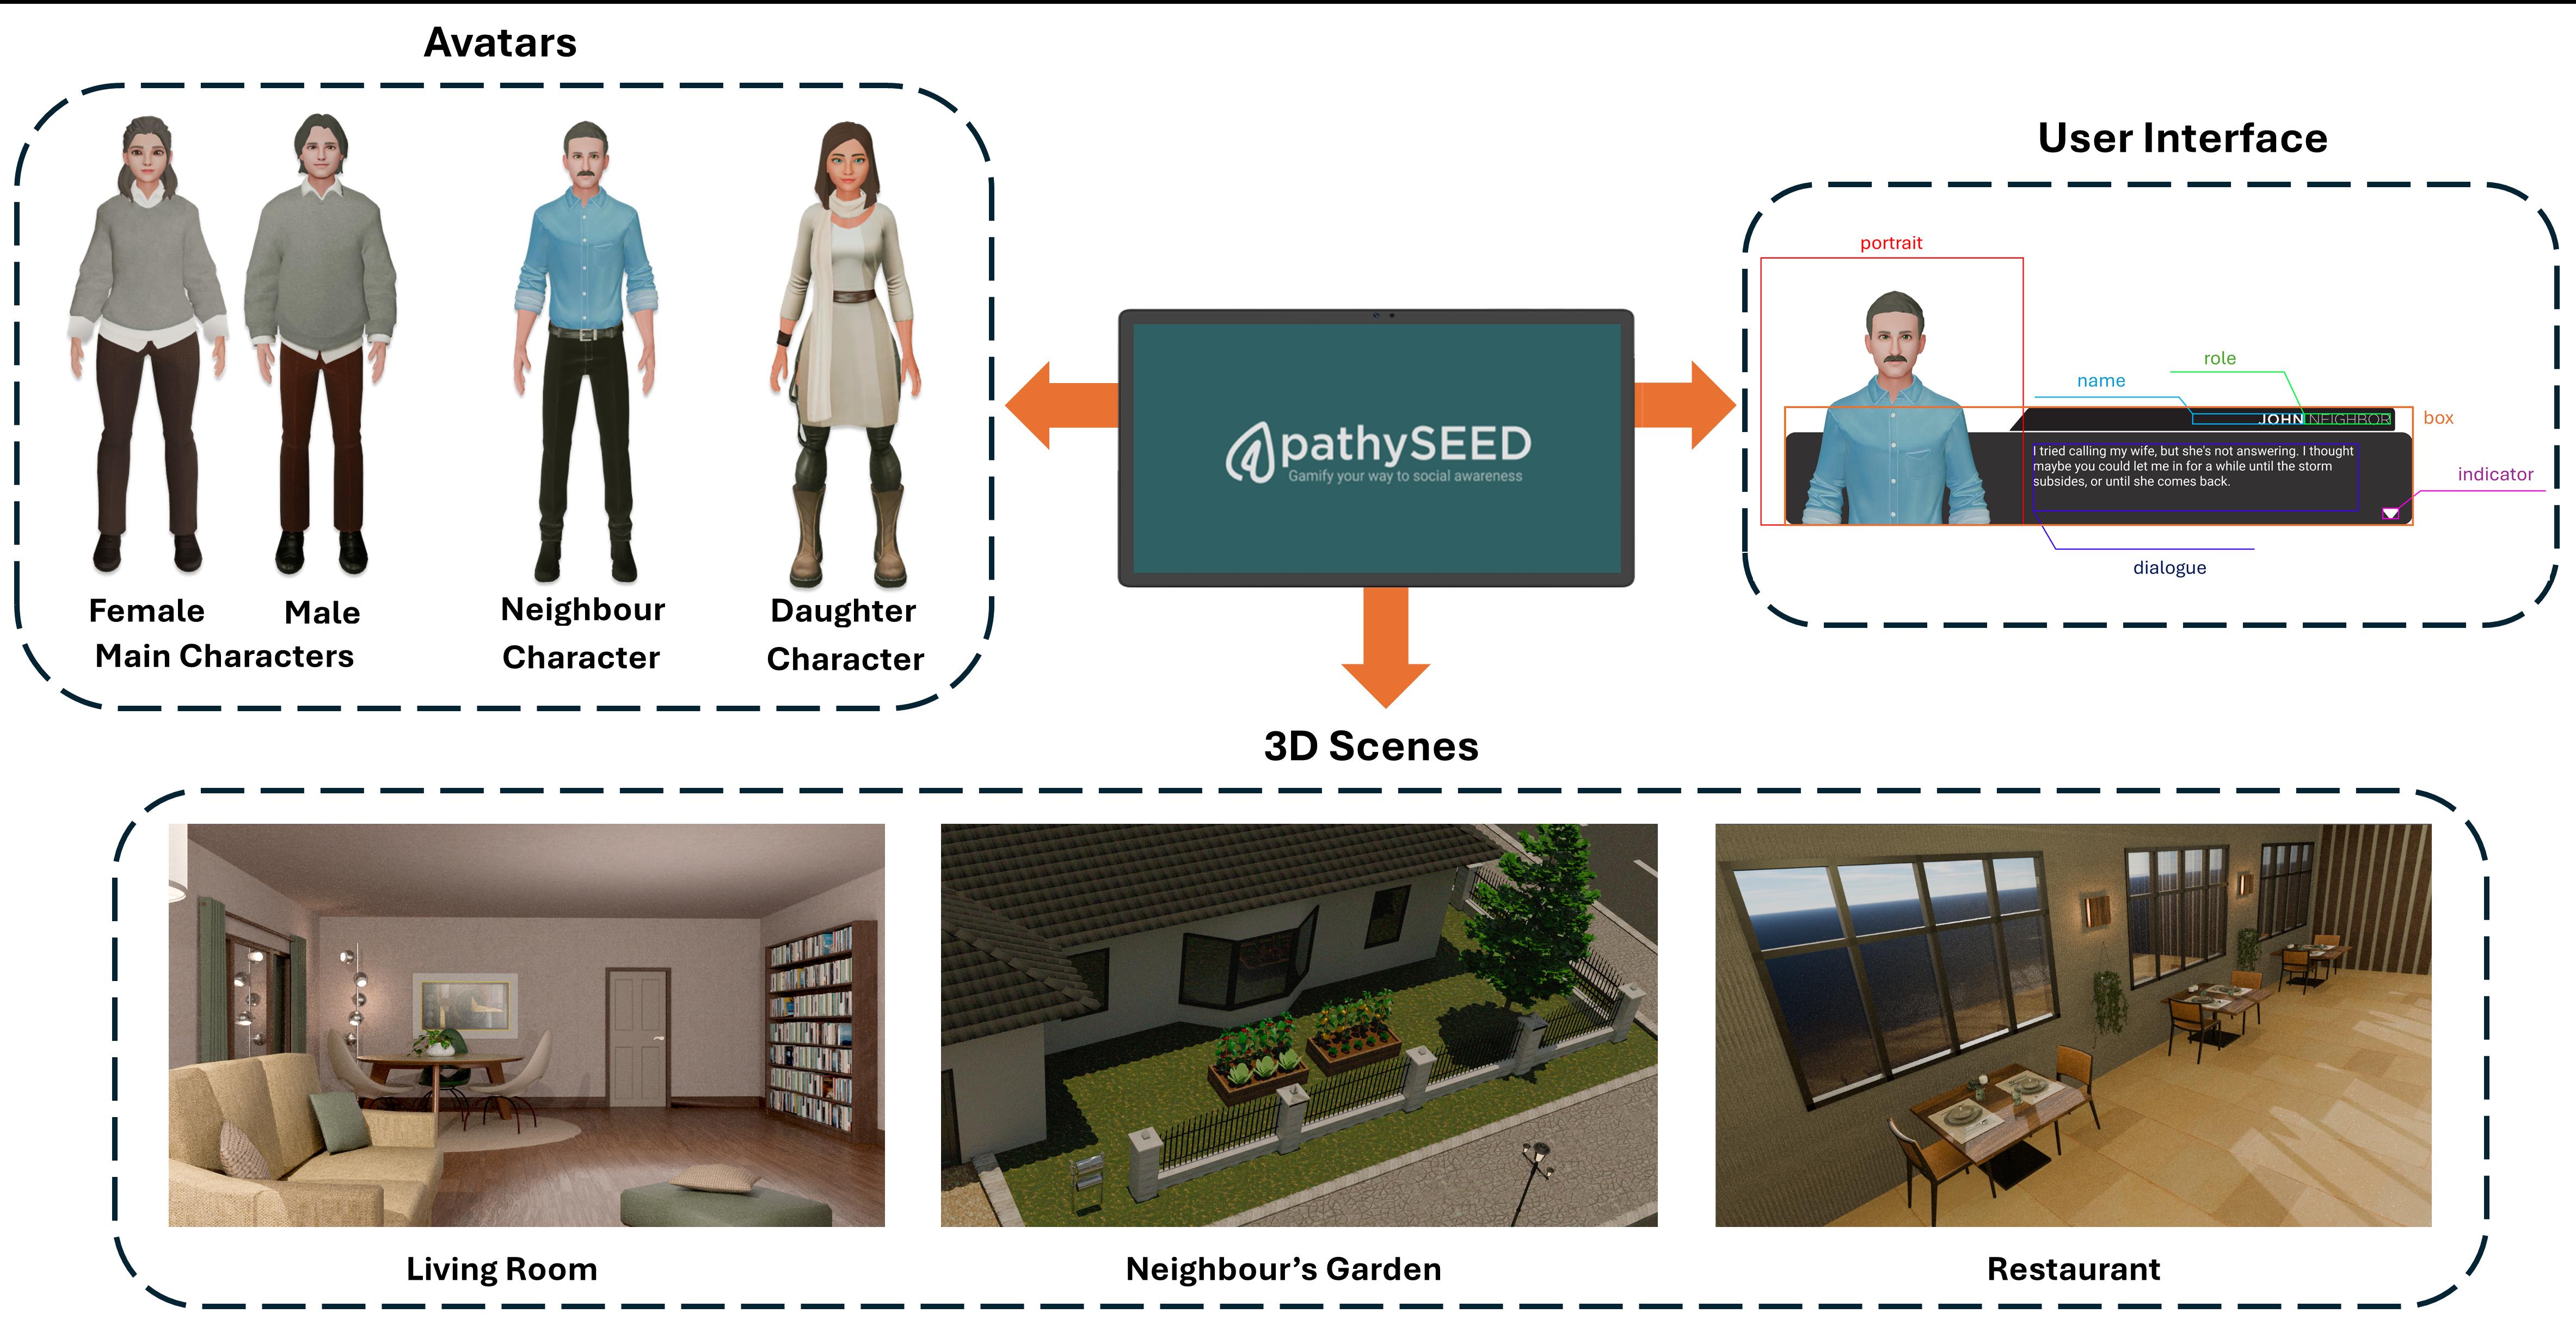 Avatars
Female
Male
Main Characters
Neighbour
Character
Daughter
Character
pathySEED
Gamify your way to social awareness
User Interface
portrait
role
name
JOHN NEIGHBOR
box
I tried calling my wife, but she's not answering. I thought
maybe you could let me in for a while until the storm
subsides, or until she comes back.
indicator
dialogue
3D Scenes
Living Room
Neighbour’s Garden
Restaurant